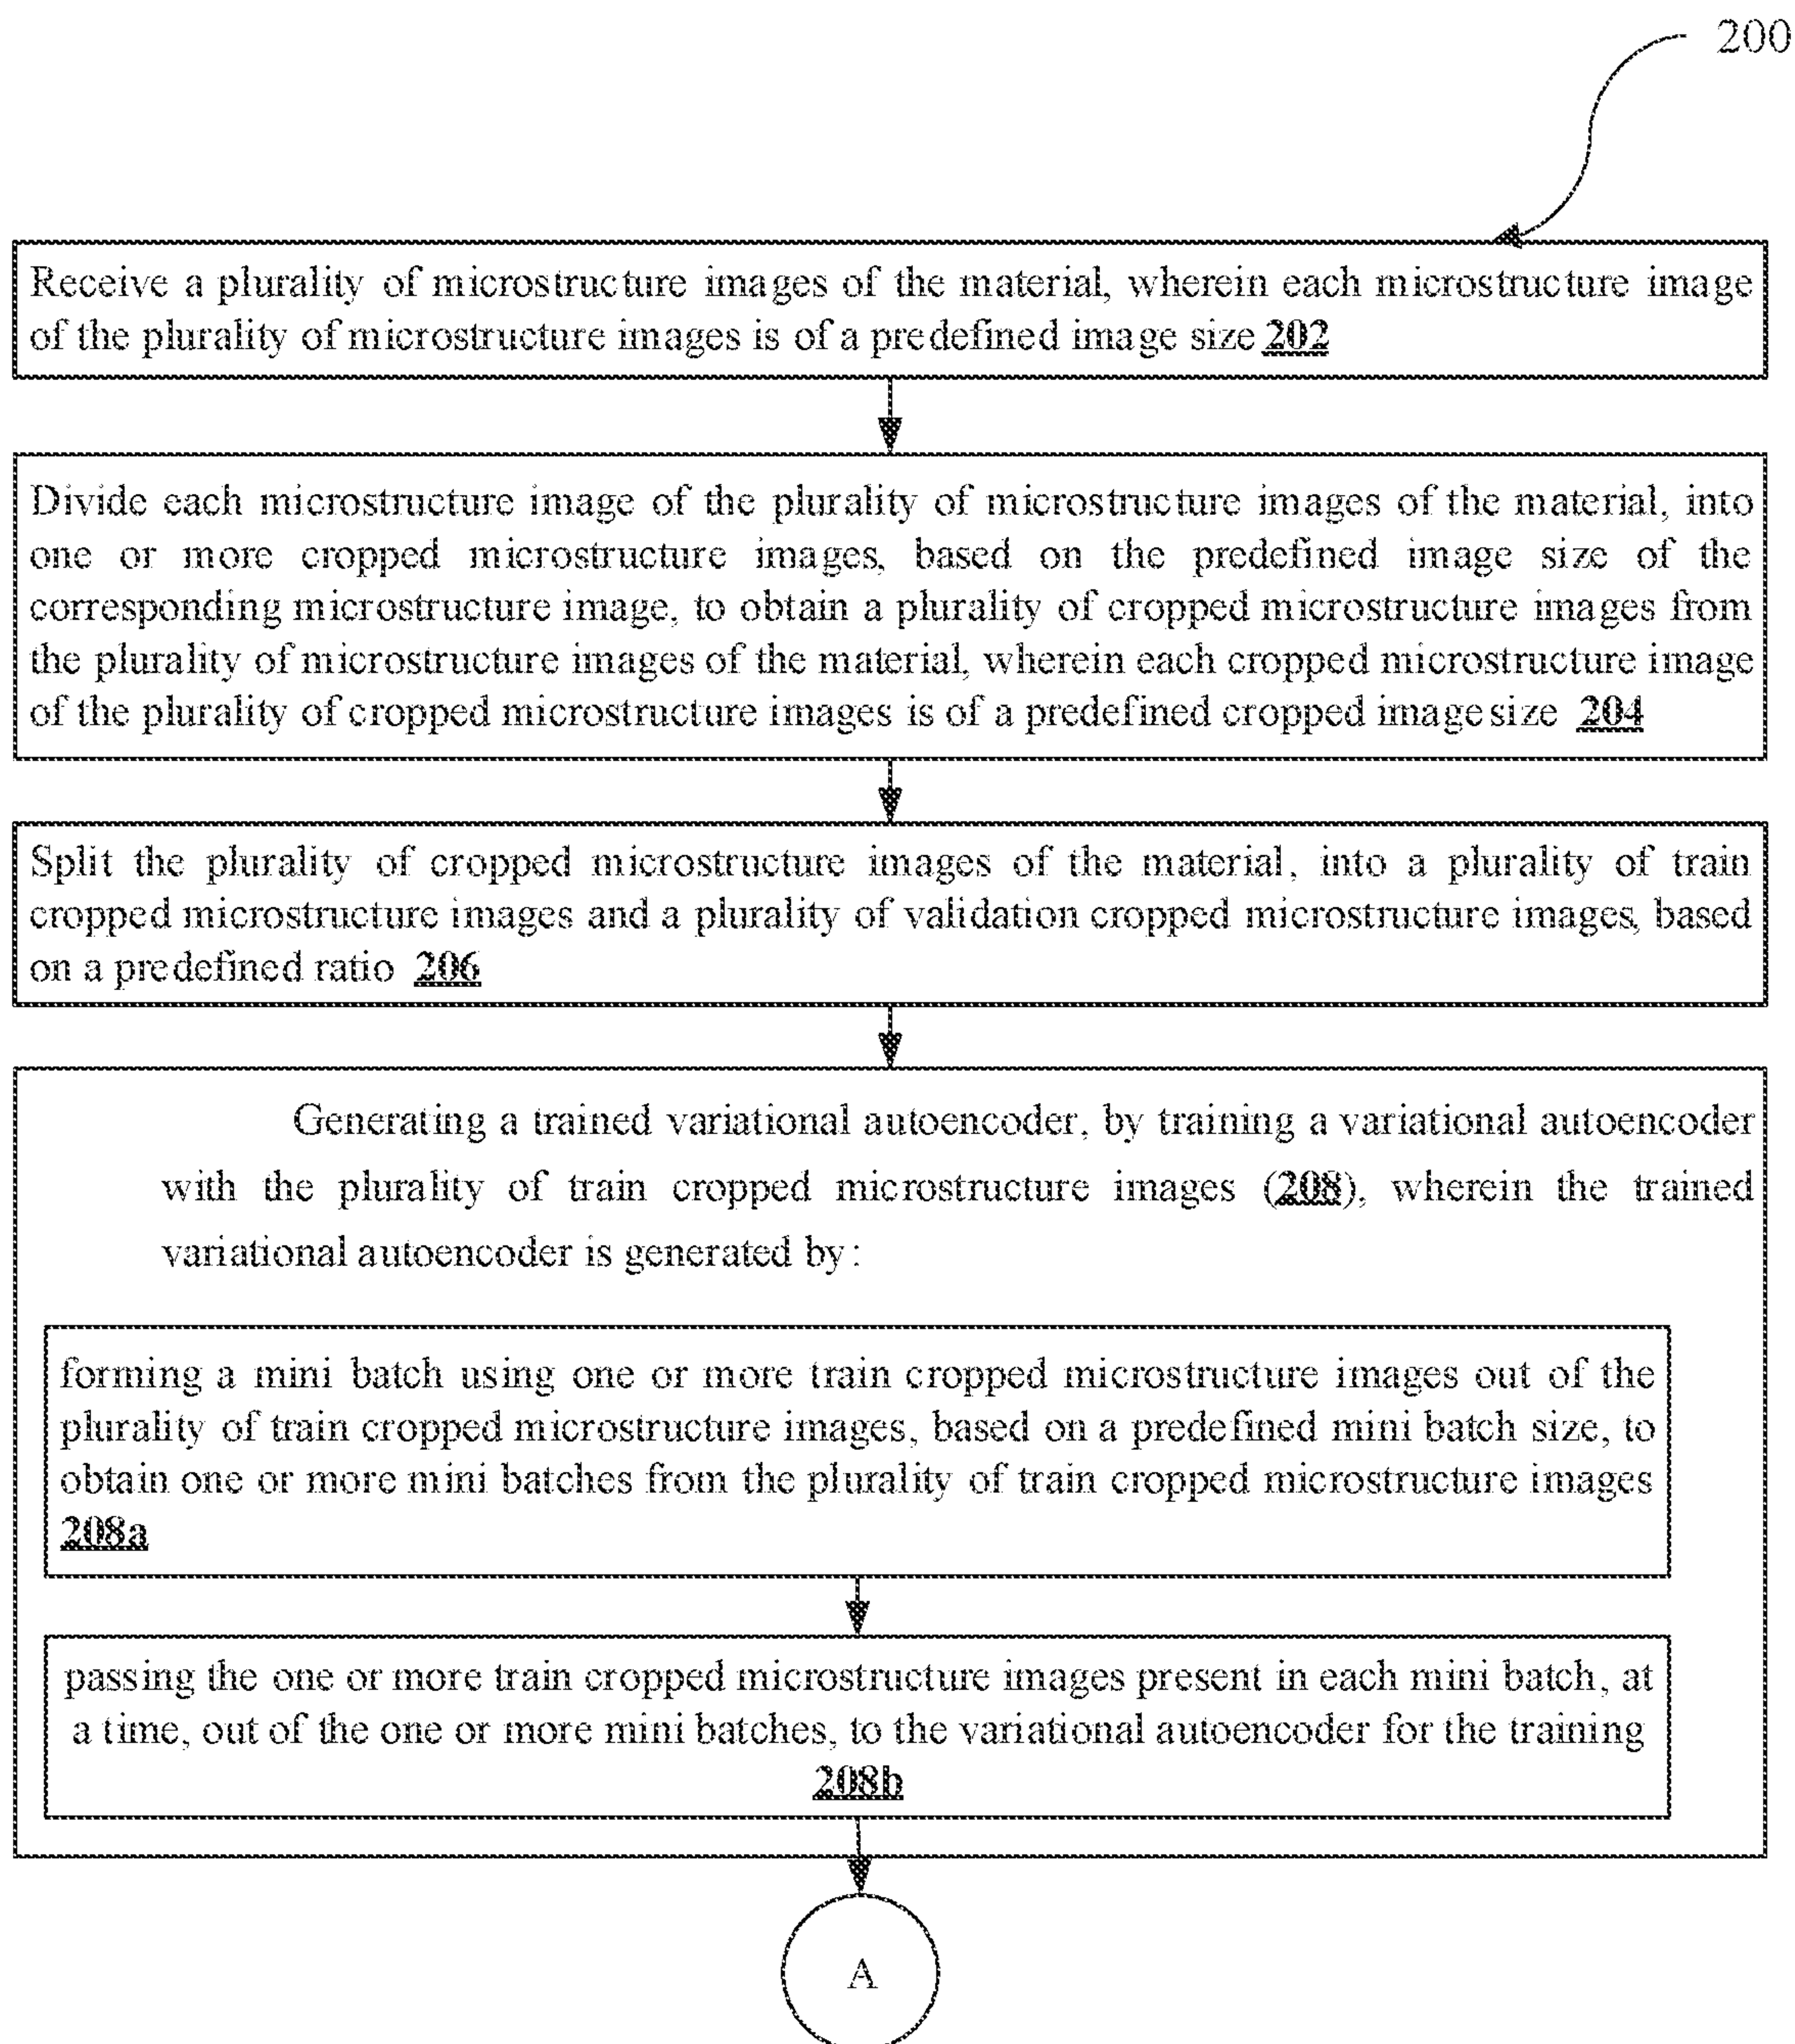 200
Receive a plurality of microstructure images of the material, wherein each microstructure image
of the plurality of microstructure images is of a predefined image size 202
Divide each microstructure image of the plurality of microstructure images of the material, into
one or more cropped microstructure images, based on the predefined image size of the
corresponding microstructure image, to obtain a plurality of cropped microstructure images from
the plurality of microstructure images of the material, wherein each cropped microstructure image
of the plurality of cropped microstructure images is of a predefined cropped image size 204
Split the plurality of cropped microstructure images of the material, into a plurality of train
cropped microstructure images and a plurality of validation cropped microstructure images, based
on a predefined ratio 206
Generating a trained variational autoencoder, by training a variational autoencoder
with the plurality of train cropped microstructure images (208), wherein the trained
variational autoencoder is generated by:
forming a mini batch using one or more train cropped microstructure images out of the
plurality of train cropped microstructure images, based on a predefined mini batch size, to
obtain one or more mini batches from the plurality of train cropped microstructure images
208a
passing the one or more train cropped microstructure images present in each mini batch, at
a time, out of the one or more mini batches, to the variational autoencoder for the training
208b
A